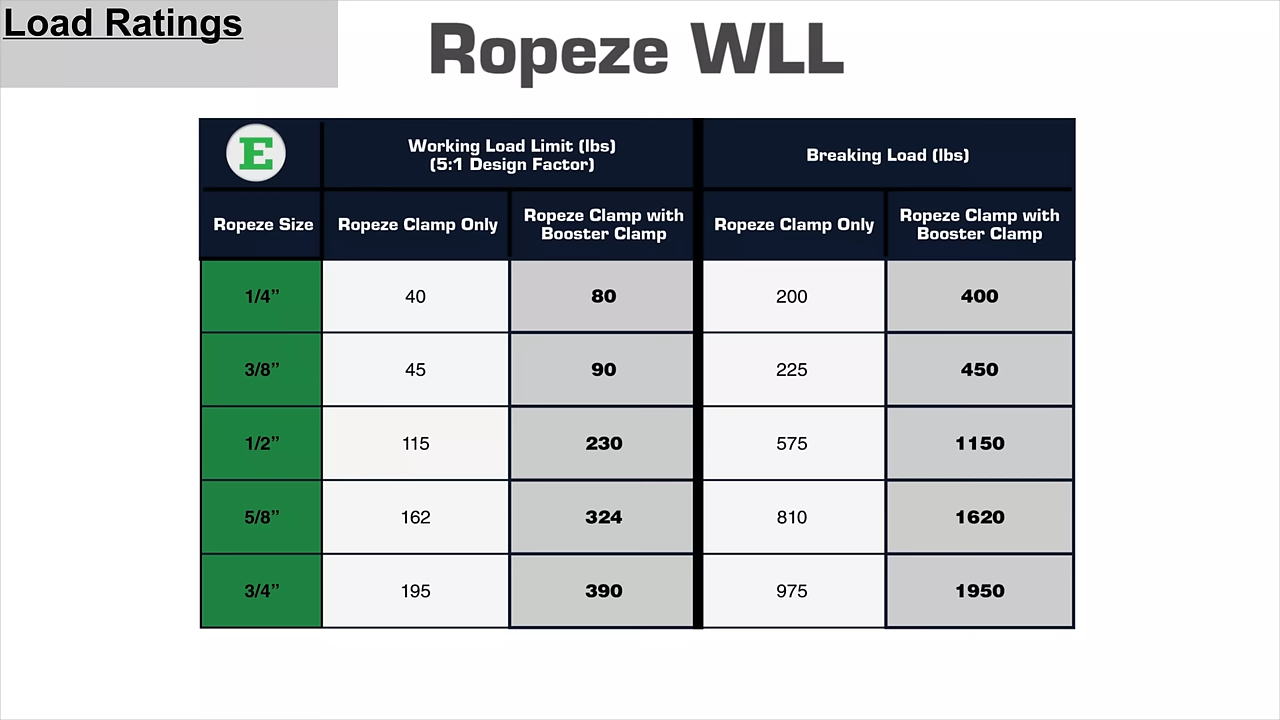 Load Ratings
Ropeze WLL
E
Working Load Limit (lbs)
(5:1 Design Factor)
Breaking Load (lbs)
Ropeze Size
Ropeze Clamp Only
Ropeze Clamp with
Booster Clamp
Ropeze Clamp Only
Ropeze Clamp with
Booster Clamp
1/4” 40 80 200 400
3/8” 45 90 225 450
1/2” 115 230 575 1150
5/8” 162 324 810 1620
3/4” 195 390 975 1950